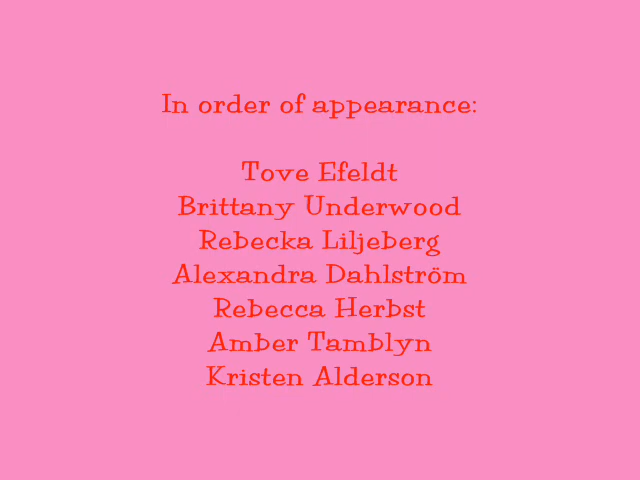 In order of appearance:
Tove Efeldt
Brittany Underwood
Rebecka Liljeberg
Alexandra Dahlström
Rebecca Herbst
Amber Tamblyn
Kristen Alderson